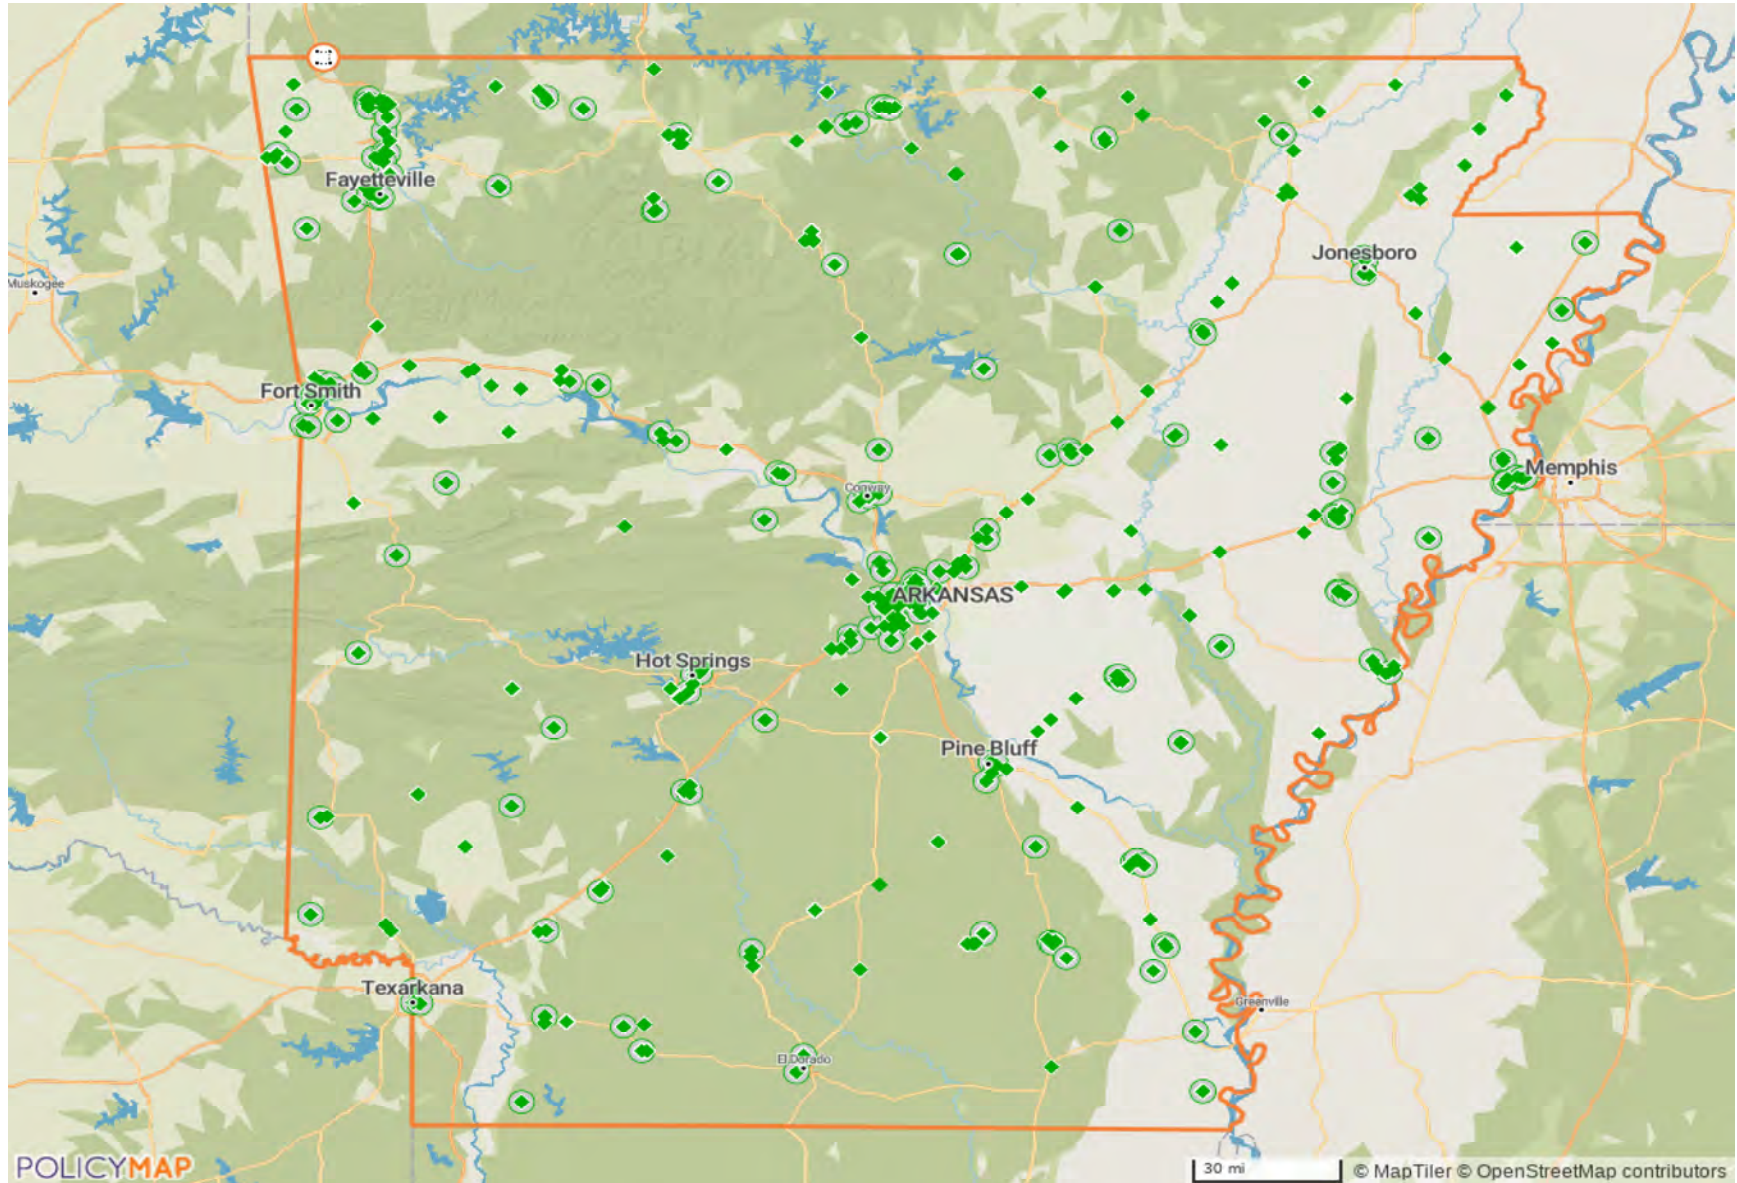 Fayetteville
Jonesboro
Muskogee
Fort Smith
Memphis
Conway
ARKANSAS
Hot Springs
Pine Bluff
Texarkana
Greenville
El Dorado
POLICYMAP
30 mi
© MapTiler © OpenStreetMap contributors